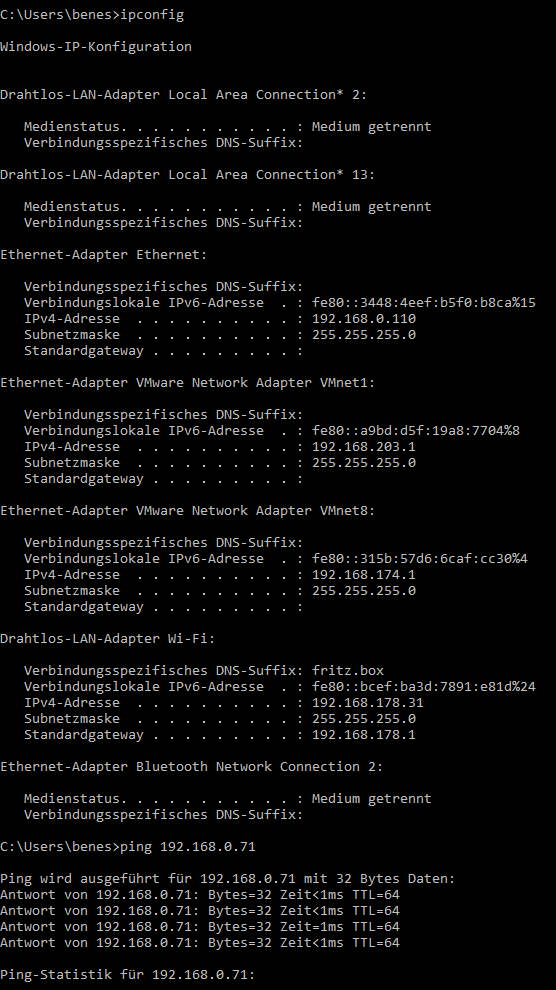 C:\Users\benes>ipconfig
Windows-IP-Konfiguration
Drahtlos-LAN-Adapter Local Area Connection* 2:
Medienstatus. . . . . . . . . . . : Medium getrennt
Verbindungsspezifisches DNS-Suffix:
Drahtlos-LAN-Adapter Local Area Connection* 13:
Medienstatus. . . . . . . . . . . : Medium getrennt
Verbindungsspezifisches DNS-Suffix:
Ethernet-Adapter Ethernet:
Verbindungsspezifisches DNS-Suffix:
Verbindungslokale IPv6-Adresse  . : fe80::3448:4eef:b5f0:b8ca%15
IPv4-Adresse  . . . . . . . . . . : 192.168.0.110
Subnetzmaske  . . . . . . . . . . : 255.255.255.0
Standardgateway . . . . . . . . . :
Ethernet-Adapter VMware Network Adapter VMnet1:
Verbindungsspezifisches DNS-Suffix:
Verbindungslokale IPv6-Adresse  . : fe80::a9bd:d5f:19a8:7704%8
IPv4-Adresse  . . . . . . . . . . : 192.168.203.1
Subnetzmaske  . . . . . . . . . . : 255.255.255.0
Standardgateway . . . . . . . . . :
Ethernet-Adapter VMware Network Adapter VMnet8:
Verbindungsspezifisches DNS-Suffix:
Verbindungslokale IPv6-Adresse  . : fe80::315b:57d6:6caf:cc30%4
IPv4-Adresse  . . . . . . . . . . : 192.168.174.1
Subnetzmaske  . . . . . . . . . . : 255.255.255.0
Standardgateway . . . . . . . . . :
Drahtlos-LAN-Adapter Wi-Fi:
Verbindungsspezifisches DNS-Suffix: fritz.box
Verbindungslokale IPv6-Adresse  . : fe80::bcef:ba3d:7891:e81d%24
IPv4-Adresse  . . . . . . . . . . : 192.168.178.31
Subnetzmaske  . . . . . . . . . . : 255.255.255.0
Standardgateway . . . . . . . . . : 192.168.178.1
Ethernet-Adapter Bluetooth Network Connection 2:
Medienstatus. . . . . . . . . . . : Medium getrennt
Verbindungsspezifisches DNS-Suffix:
C:\Users\benes>ping 192.168.0.71
Ping wird ausgeführt für 192.168.0.71 mit 32 Bytes Daten:
Antwort von 192.168.0.71: Bytes=32 Zeit<1ms TTL=64
Antwort von 192.168.0.71: Bytes=32 Zeit<1ms TTL=64
Antwort von 192.168.0.71: Bytes=32 Zeit=1ms TTL=64
Antwort von 192.168.0.71: Bytes=32 Zeit<1ms TTL=64
Ping-Statistik für 192.168.0.71: